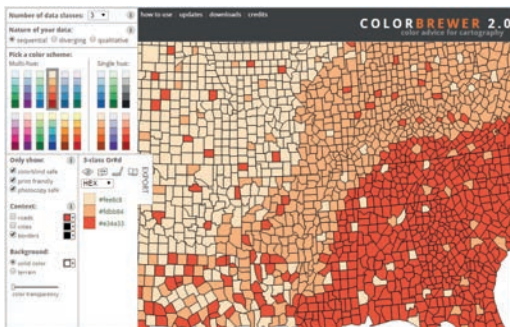 Number of data classes: 3
how to use updates downloads credits
COLORBREWER 2.0
color advice for cartography
Nature of your data:
sequential diverging qualitative
Pick a color scheme:
Multi-hue: Single hue:
Only show:
colorblind safe
print friendly
photocopy safe
3-class OrRd
EXPORT
HEX
#fee8c8
#fdbb84
#e34a33
Context:
roads
cities
borders
Background:
solid color
terrain
color transparency